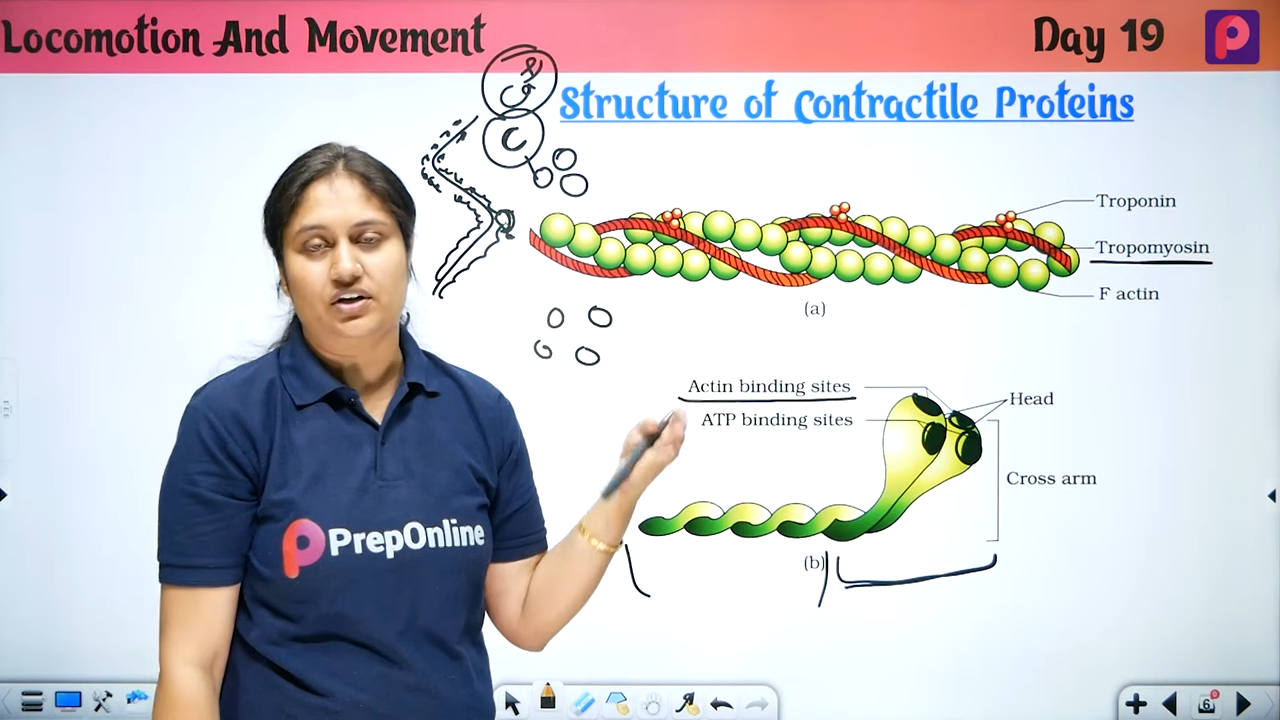 Locomotion And Movement
Day 19
Structure of Contractile Proteins
Troponin
Tropomyosin
F actin
(a)
Actin binding sites
ATP binding sites
Head
Cross arm
(b)
PrepOnline
6